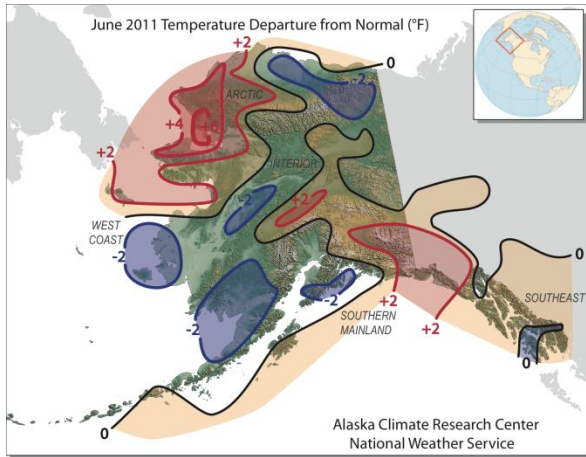 June 2011 Temperature Departure from Normal (°F)
+2
0
ARCTIC
-2
+4
+6
+2
INTERIOR
WEST
COAST
-2
+2
-2
0
-2
-2
SOUTHERN
MAINLAND
+2
+2
SOUTHEAST
0
0
Alaska Climate Research Center
National Weather Service